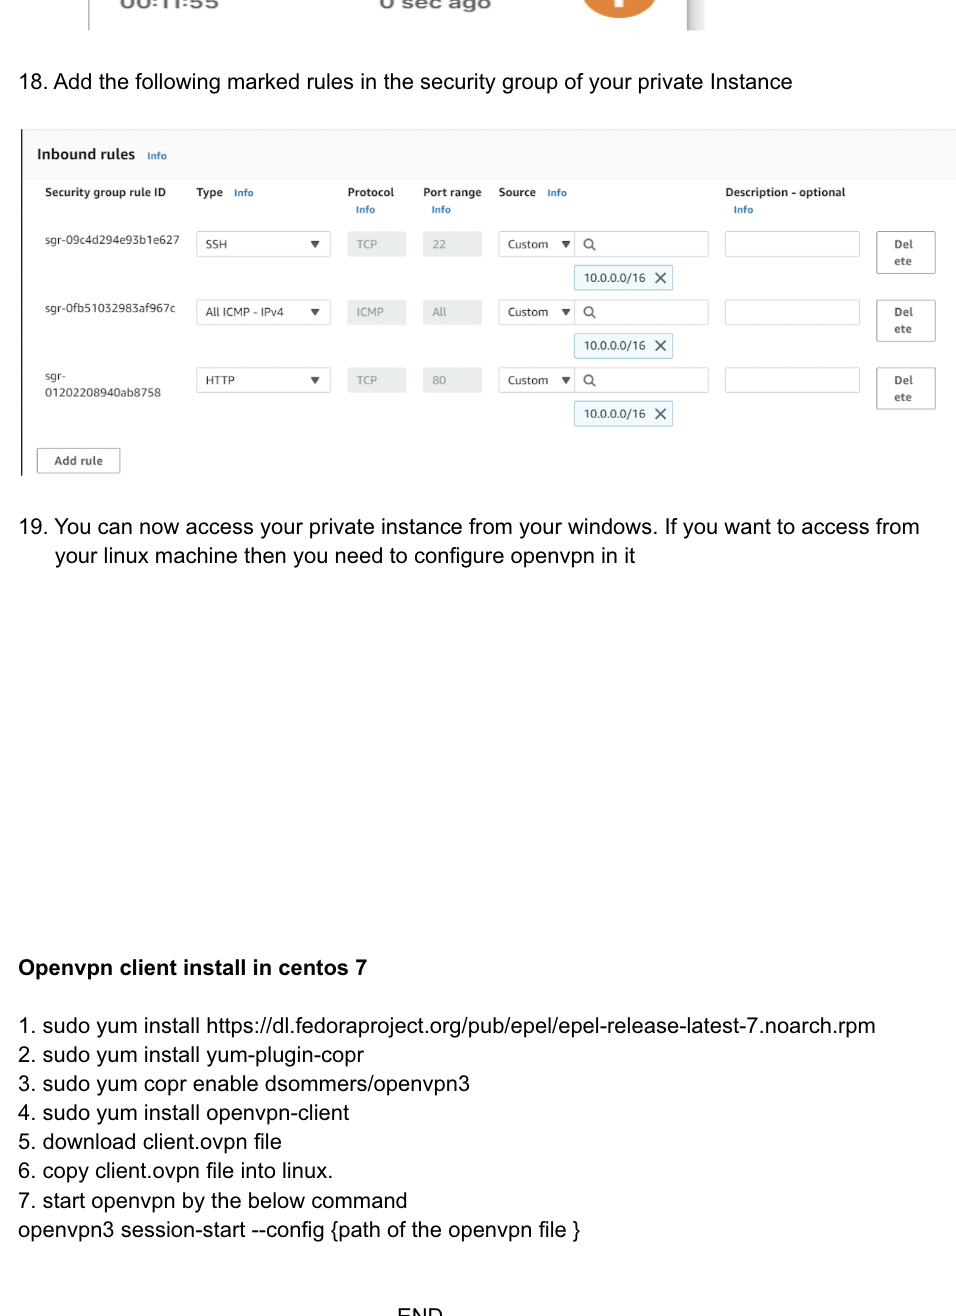 00:11:55 0 sec ago
18. Add the following marked rules in the security group of your private Instance
Inbound rules Info
Security group rule ID Type Info Protocol Info Port range Info Source Info Description - optional Info
sgr-09c4d294e93b1e627 SSH TCP 22 Custom Del ete
10.0.0.0/16
sgr-0fb51032983af967c All ICMP - IPv4 ICMP All Custom Del ete
10.0.0.0/16
sgr-01202208940ab8758 HTTP TCP 80 Custom Del ete
10.0.0.0/16
Add rule
19. You can now access your private instance from your windows. If you want to access from
your linux machine then you need to configure openvpn in it
Openvpn client install in centos 7
1. sudo yum install https://dl.fedoraproject.org/pub/epel/epel-release-latest-7.noarch.rpm
2. sudo yum install yum-plugin-copr
3. sudo yum copr enable dsommers/openvpn3
4. sudo yum install openvpn-client
5. download client.ovpn file
6. copy client.ovpn file into linux.
7. start openvpn by the below command
openvpn3 session-start --config {path of the openvpn file }
END